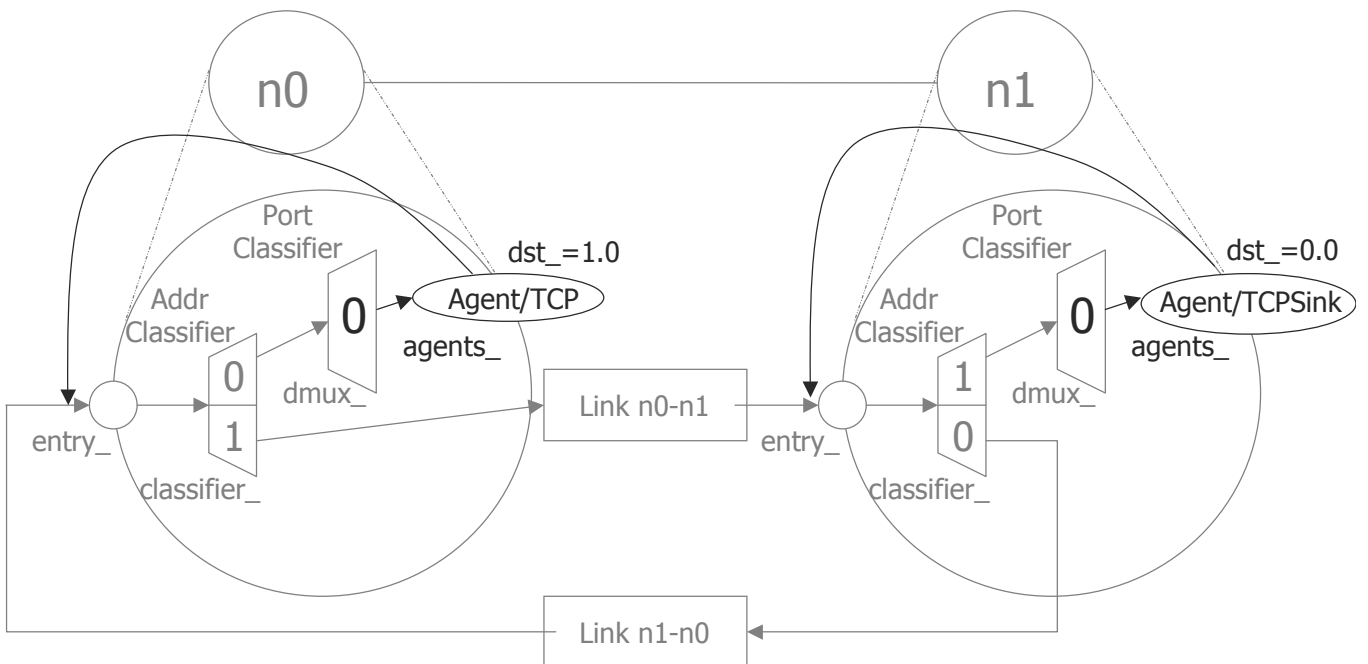 n0
n1
Port
Classifier
dst_=1.0
Addr
Classifier
0
Agent/TCP
agents_
0
1
dmux_
entry_
classifier_
Link n0-n1
Port
Classifier
dst_=0.0
Addr
Classifier
0
Agent/TCPSink
agents_
1
0
dmux_
entry_
classifier_
Link n1-n0